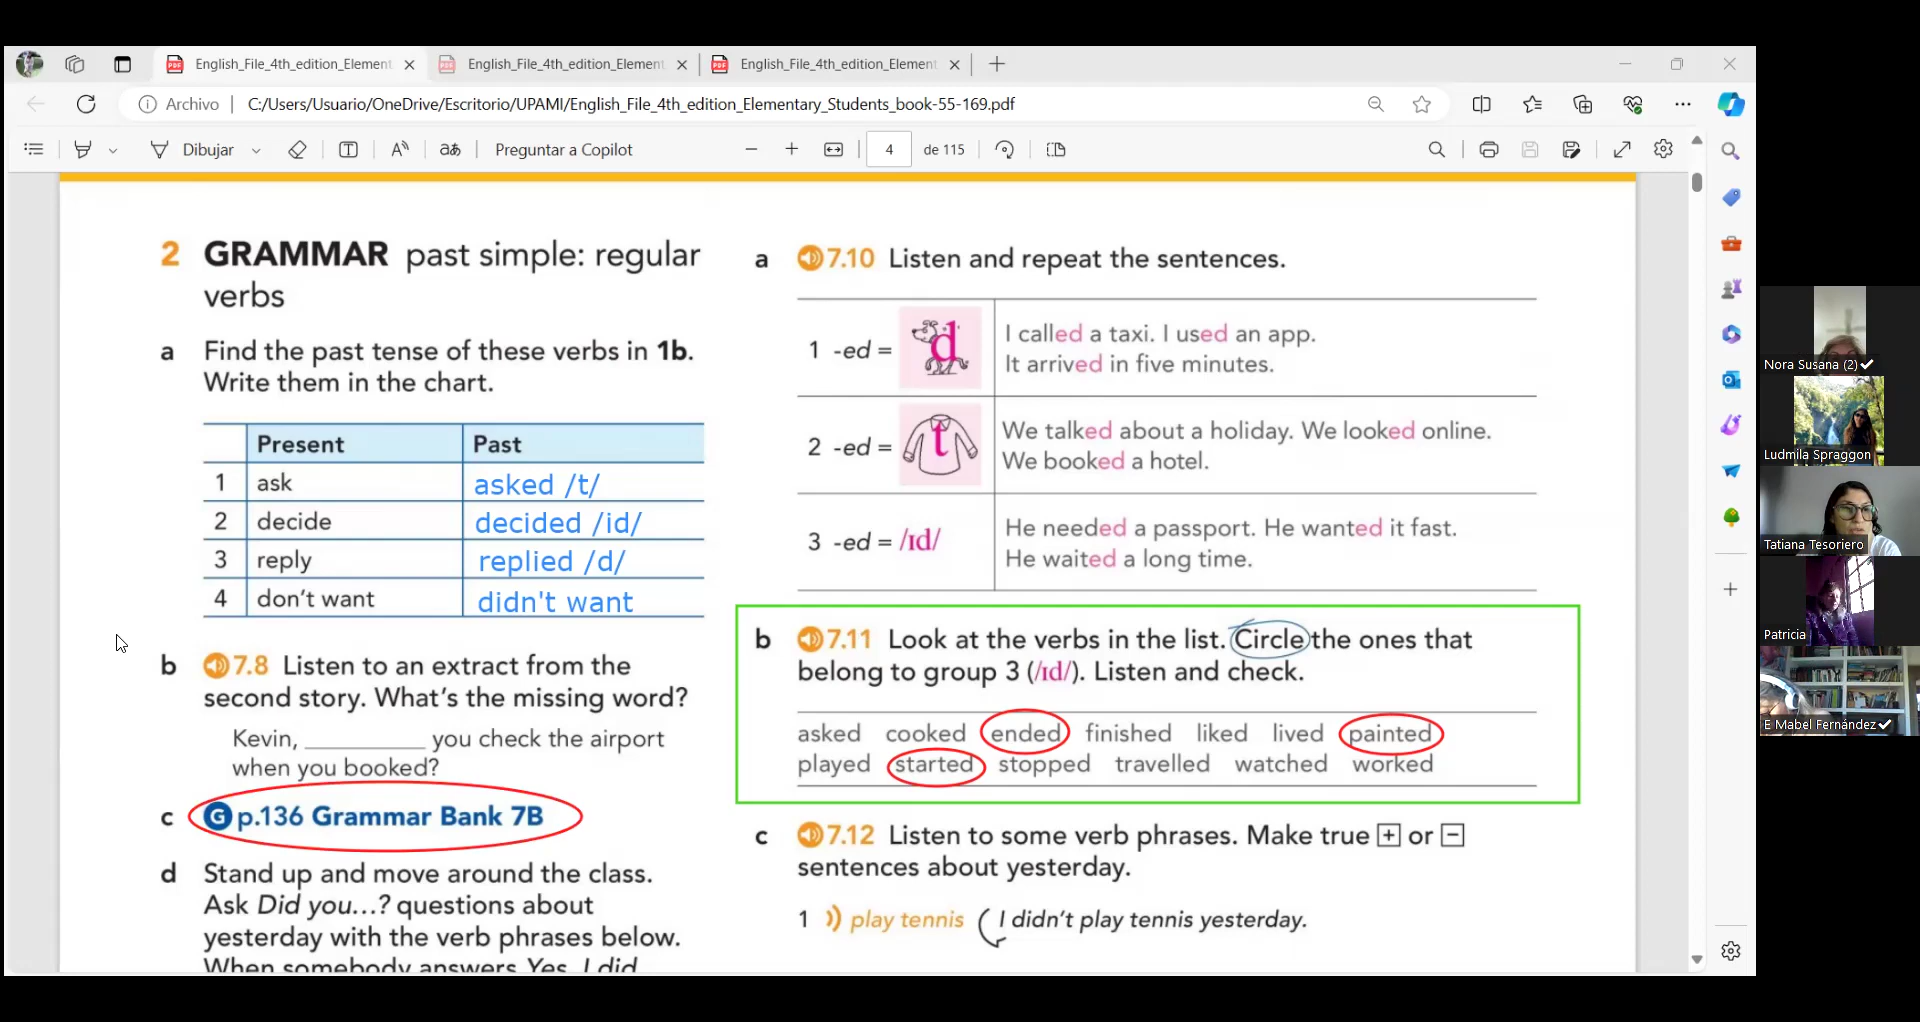 English_File_4th_edition_Element
English_File_4th_edition_Element
English_File_4th_edition_Element
Archivo
C:/Users/Usuario/OneDrive/Escritorio/UPAMI/English_File_4th_edition_Elementary_Students_book-55-169.pdf
Dibujar
Preguntar a Copilot
4 de 115
2 GRAMMAR past simple: regular
verbs
a Find the past tense of these verbs in 1b.
Write them in the chart.
Present Past
1 ask asked /t/
2 decide decided /id/
3 reply replied /d/
4 don't want didn't want
b 7.8 Listen to an extract from the
second story. What's the missing word?
Kevin, __________ you check the airport
when you booked?
c G p.136 Grammar Bank 7B
d Stand up and move around the class.
Ask Did you...? questions about
yesterday with the verb phrases below.
When somebody answers Yes, I did
a 7.10 Listen and repeat the sentences.
1 -ed = d
I called a taxi. I used an app.
It arrived in five minutes.
2 -ed = t
We talked about a holiday. We looked online.
We booked a hotel.
3 -ed = /ɪd/
He needed a passport. He wanted it fast.
He waited a long time.
b 7.11 Look at the verbs in the list. Circle the ones that
belong to group 3 (/ɪd/). Listen and check.
asked cooked ended finished liked lived painted
played started stopped travelled watched worked
c 7.12 Listen to some verb phrases. Make true + or −
sentences about yesterday.
1 play tennis I didn't play tennis yesterday.
Nora Susana (2)
Ludmila Spraggon
Tatiana Tesoriero
Patricia
E Mabel Fernández